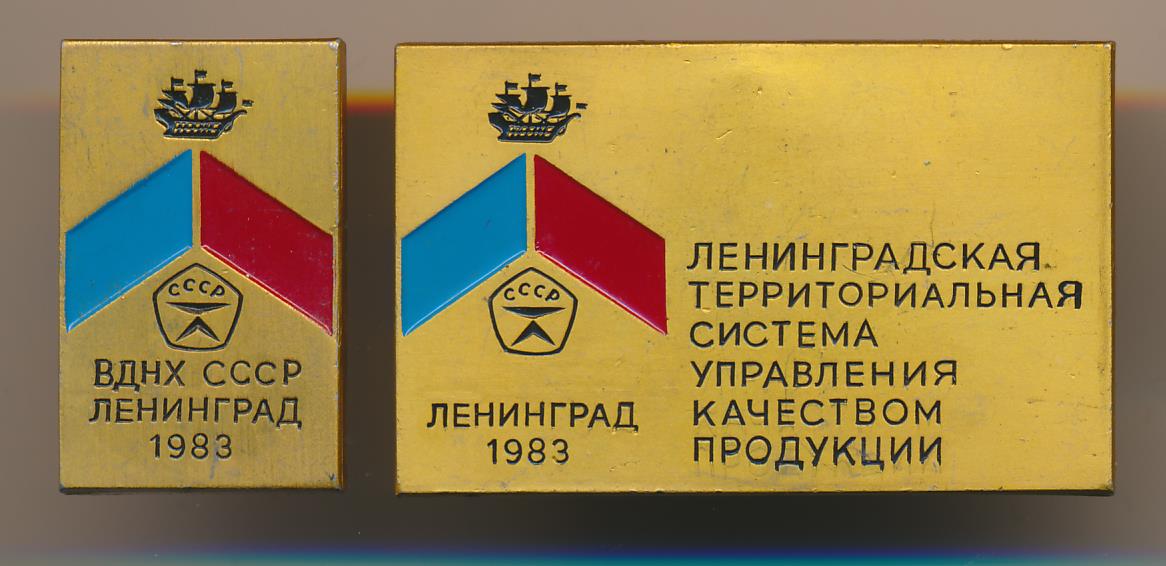 СССР
ВДНХ СССР
ЛЕНИНГРАД
1983
СССР
ЛЕНИНГРАД
1983
ЛЕНИНГРАДСКАЯ
ТЕРРИТОРИАЛЬНАЯ
СИСТЕМА
УПРАВЛЕНИЯ
КАЧЕСТВОМ
ПРОДУКЦИИ